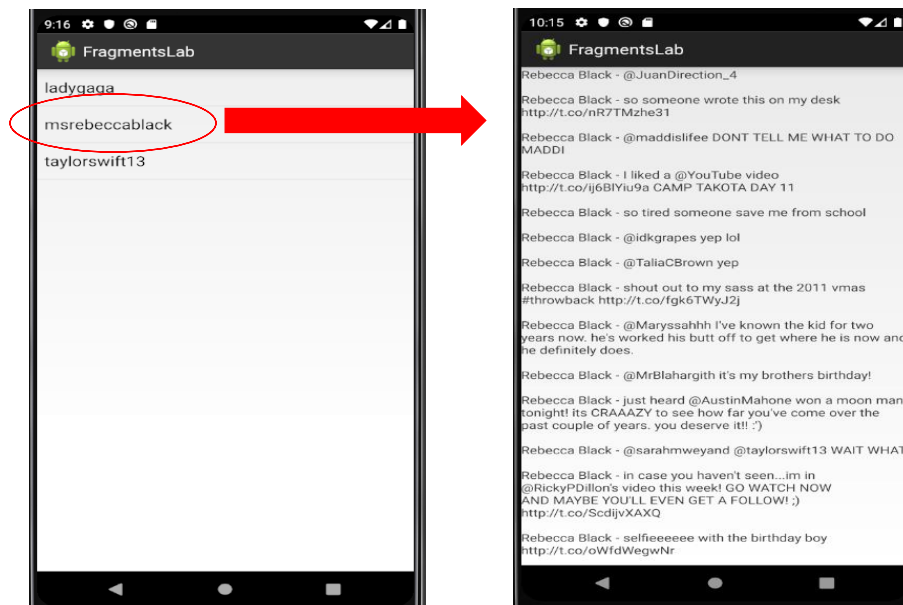 9:16
FragmentsLab
ladygaga
msrebeccablack
taylorswift13
10:15
FragmentsLab
Rebecca Black - @JuanDirection_4
Rebecca Black - so someone wrote this on my desk
http://t.co/nR7TMzhe31
Rebecca Black - @maddislifee DONT TELL ME WHAT TO DO
MADDI
Rebecca Black - I liked a @YouTube video
http://t.co/ij6BlYiu9a CAMP TAKOTA DAY 11
Rebecca Black - so tired someone save me from school
Rebecca Black - @idkgrapes yep lol
Rebecca Black - @TaliaCBrown yep
Rebecca Black - shout out to my sass at the 2011 vmas
#throwback http://t.co/fgk6TWyJ2j
Rebecca Black - @Maryssahhh I've known the kid for two
years now. he's worked his butt off to get where he is now and
he definitely does.
Rebecca Black - @MrBlahargith it's my brothers birthday!
Rebecca Black - just heard @AustinMahone won a moon man
tonight! its CRAAAZY to see how far you've come over the
past couple of years. you deserve it!! :')
Rebecca Black - @sarahmweyand @taylorswift13 WAIT WHAT
Rebecca Black - in case you haven't seen...im in
@RickyPDillon's video this week! GO WATCH NOW
AND MAYBE YOU'LL EVEN GET A FOLLOW! ;)
http://t.co/ScdijvXAXQ
Rebecca Black - selfieeeeee with the birthday boy
http://t.co/oWfdWegwNr